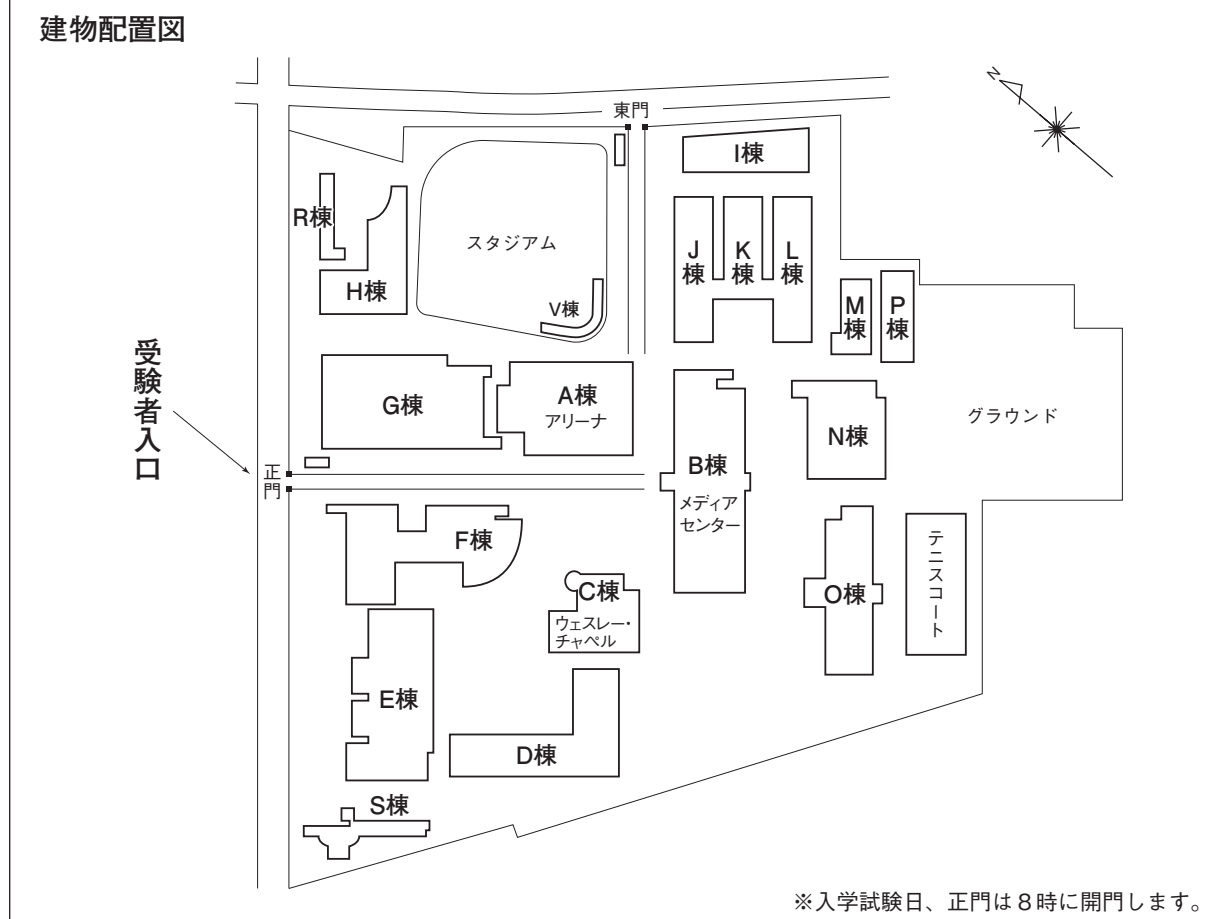 建物配置図
N
東門
I棟
R棟
スタジアム
J棟
K棟
L棟
H棟
V棟
M棟
P棟
受験者入口
G棟
A棟
アリーナ
N棟
グラウンド
正門
B棟
メディア
センター
F棟
テニスコート
C棟
ウェスレー・
チャペル
O棟
E棟
D棟
S棟
※入学試験日、正門は8時に開門します。